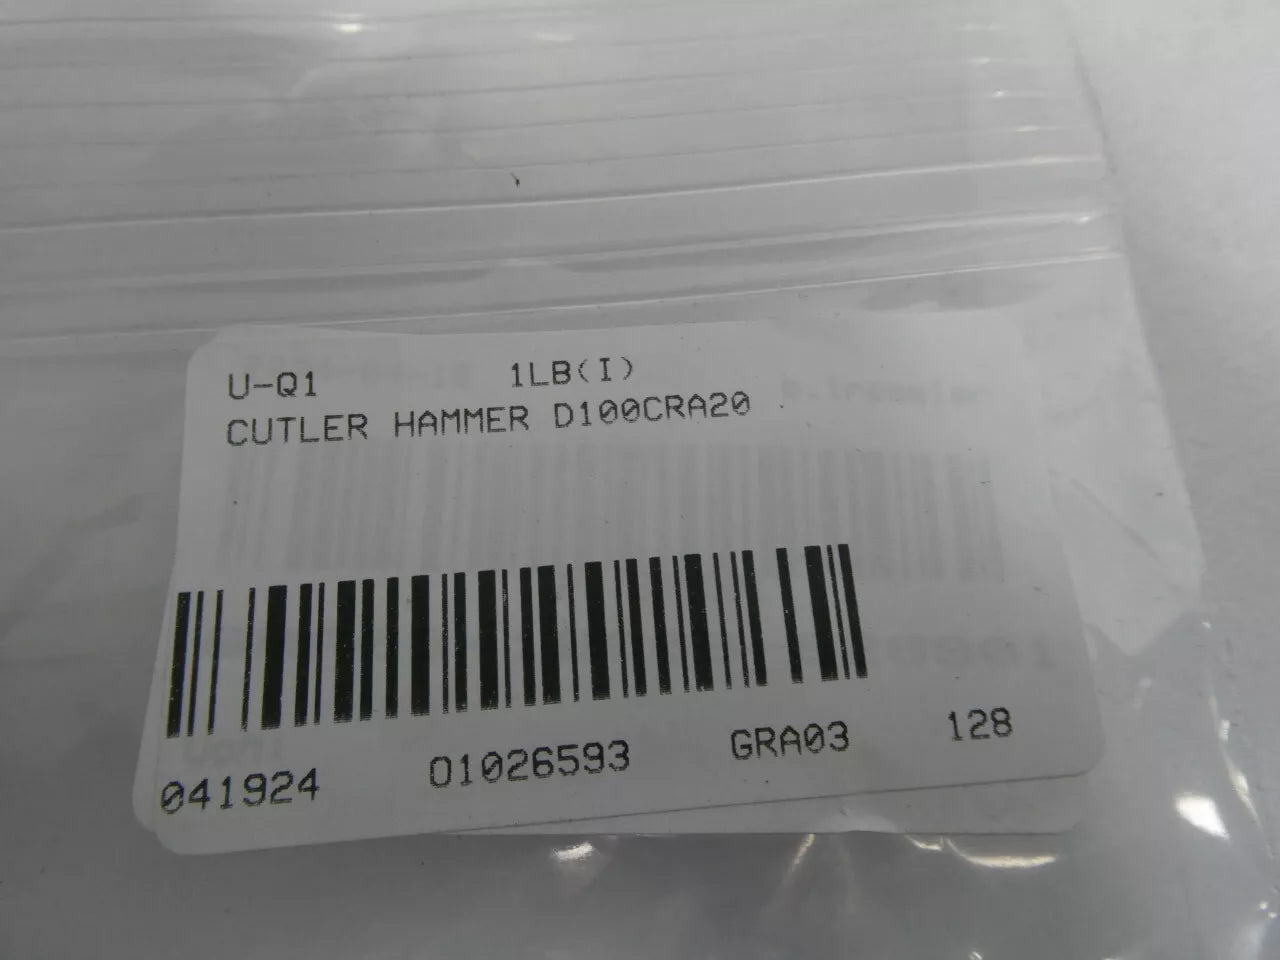 U-Q1 1LB(I)
CUTLER HAMMER D100CRA20
041924 01026593 GRA03 128